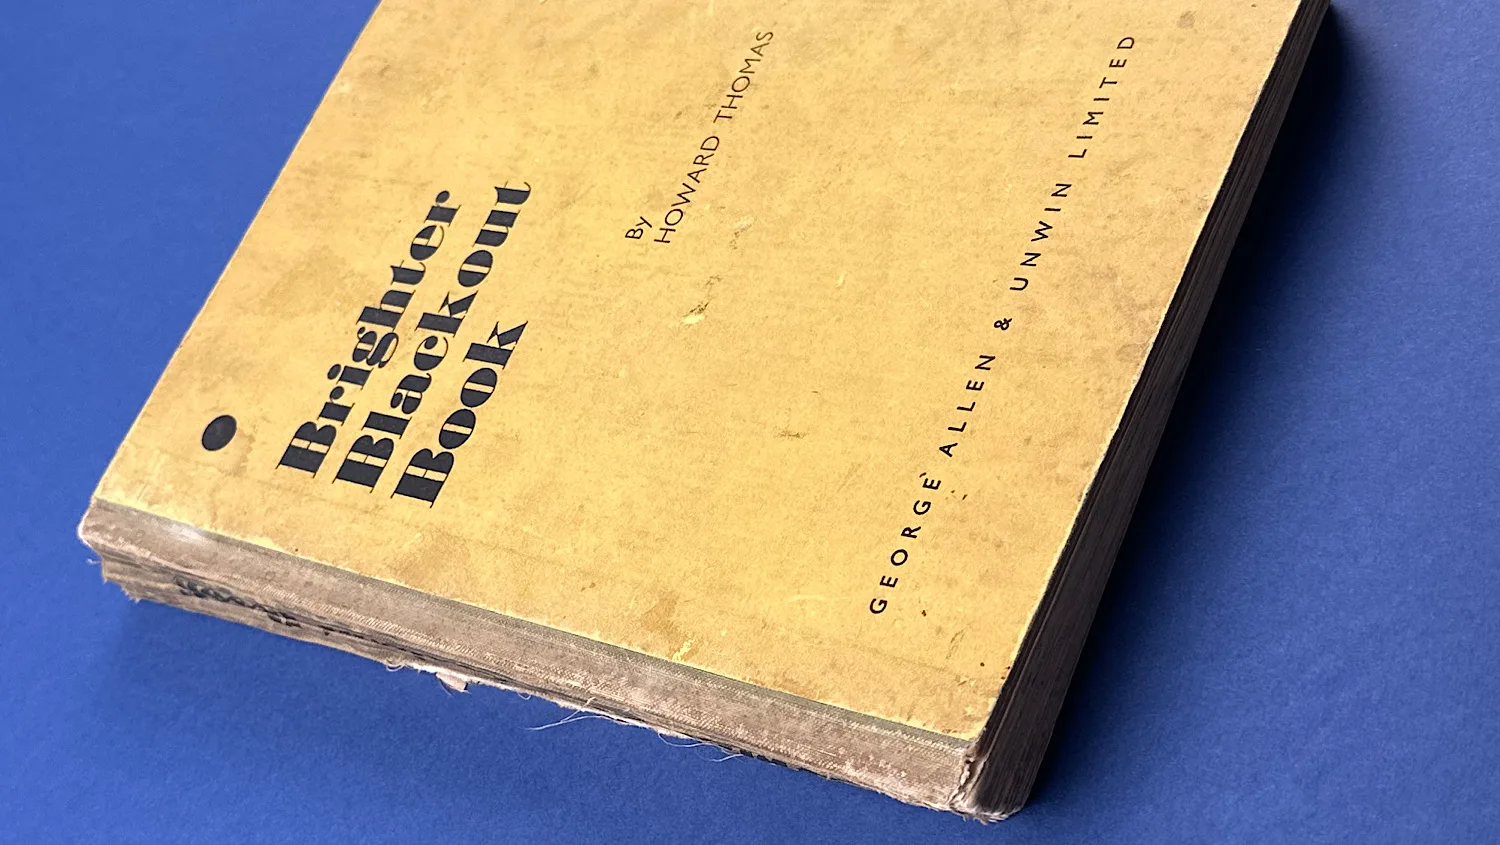 Brighter
Blackout
Book
By
HOWARD THOMAS
GEORGE ALLEN & UNWIN LIMITED